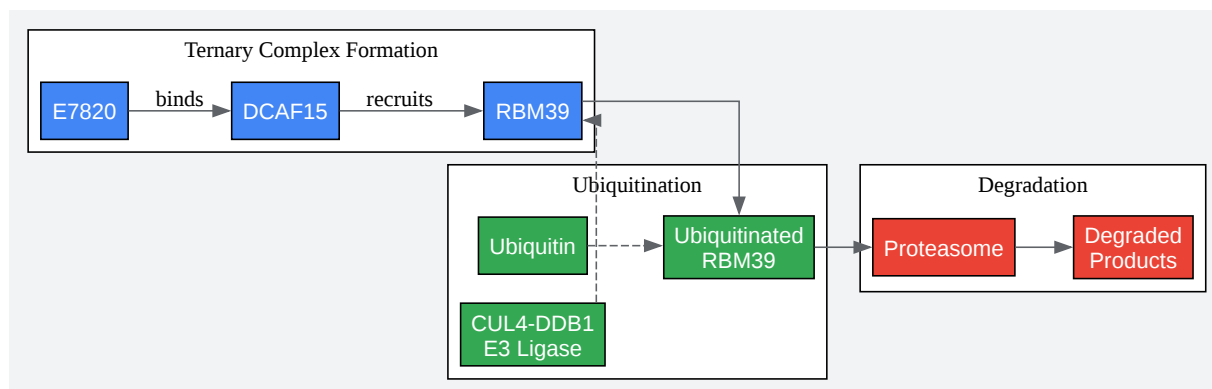 Ternary Complex Formation
E7820
binds
DCAF15
recruits
RBM39
Ubiquitination
Ubiquitin
Ubiquitinated
RBM39
CUL4-DDB1
E3 Ligase
Degradation
Proteasome
Degraded
Products